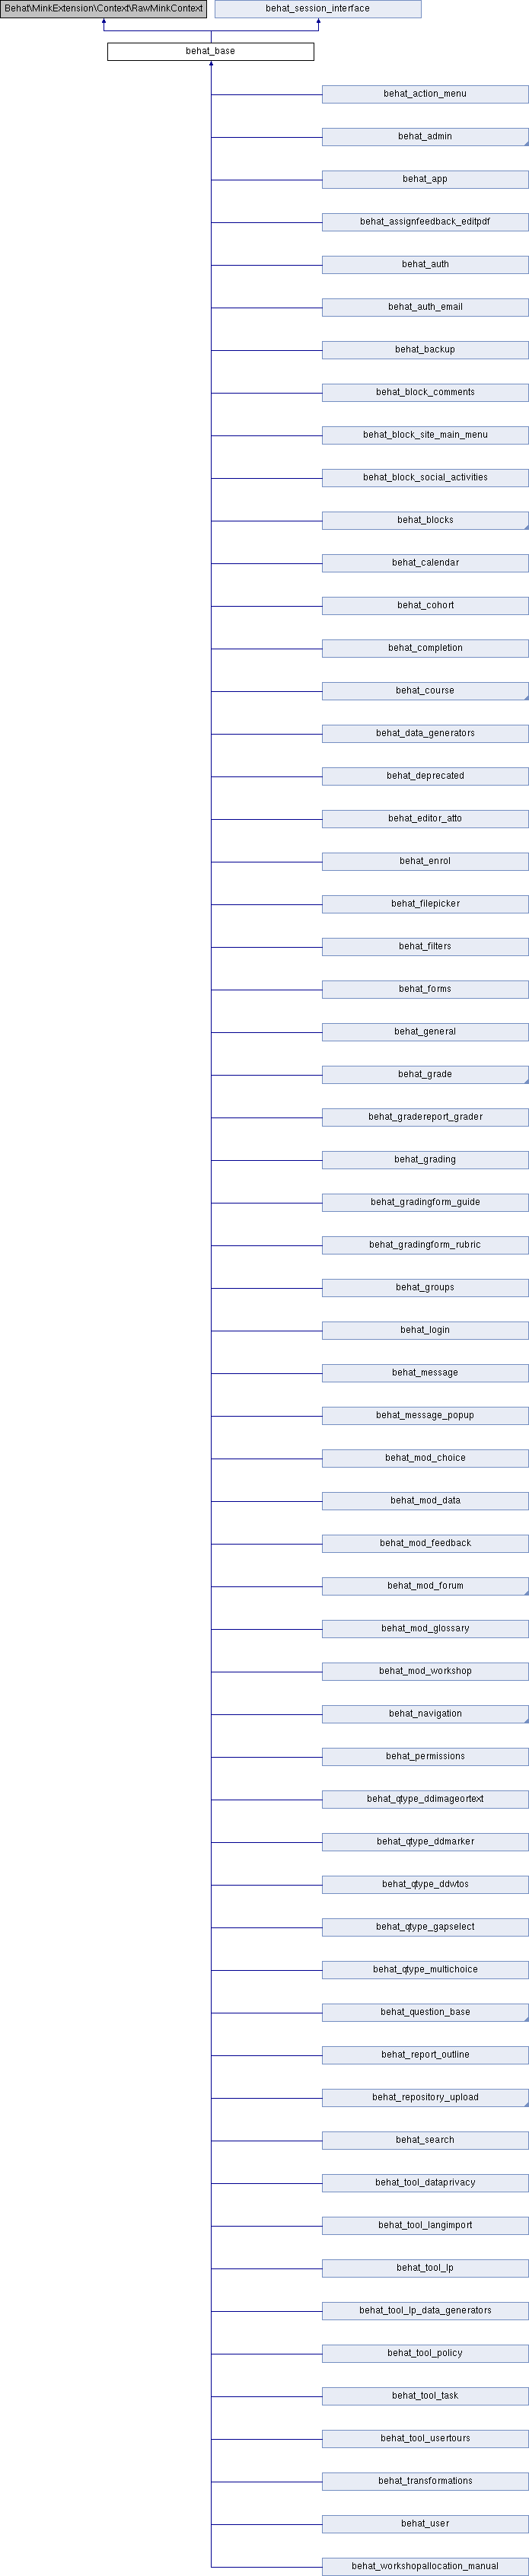 Behat\MinkExtension\Context\RawMinkContext
behat_session_interface
behat_base
behat_action_menu
behat_admin
behat_app
behat_assignfeedback_editpdf
behat_auth
behat_auth_email
behat_backup
behat_block_comments
behat_block_site_main_menu
behat_block_social_activities
behat_blocks
behat_calendar
behat_cohort
behat_completion
behat_course
behat_data_generators
behat_deprecated
behat_editor_atto
behat_enrol
behat_filepicker
behat_filters
behat_forms
behat_general
behat_grade
behat_gradereport_grader
behat_grading
behat_gradingform_guide
behat_gradingform_rubric
behat_groups
behat_login
behat_message
behat_message_popup
behat_mod_choice
behat_mod_data
behat_mod_feedback
behat_mod_forum
behat_mod_glossary
behat_mod_workshop
behat_navigation
behat_permissions
behat_qtype_ddimageortext
behat_qtype_ddmarker
behat_qtype_ddwtos
behat_qtype_gapselect
behat_qtype_multichoice
behat_question_base
behat_report_outline
behat_repository_upload
behat_search
behat_tool_dataprivacy
behat_tool_langimport
behat_tool_lp
behat_tool_lp_data_generators
behat_tool_policy
behat_tool_task
behat_tool_usertours
behat_transformations
behat_user
behat_workshopallocation_manual